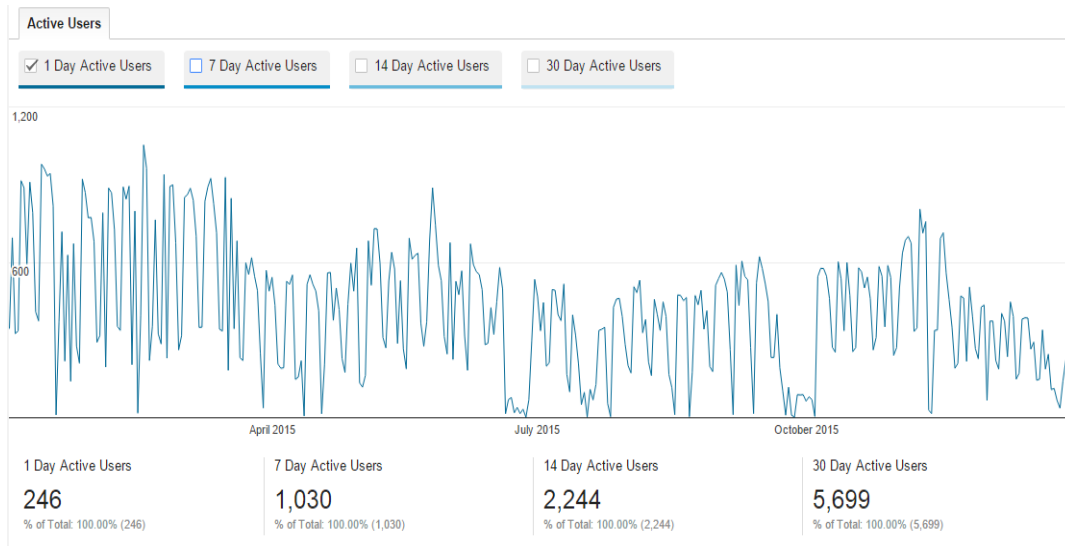 Active Users
1 Day Active Users
7 Day Active Users
14 Day Active Users
30 Day Active Users
1,200
600
April 2015
July 2015
October 2015
1 Day Active Users
246
% of Total: 100.00% (246)
7 Day Active Users
1,030
% of Total: 100.00% (1,030)
14 Day Active Users
2,244
% of Total: 100.00% (2,244)
30 Day Active Users
5,699
% of Total: 100.00% (5,699)